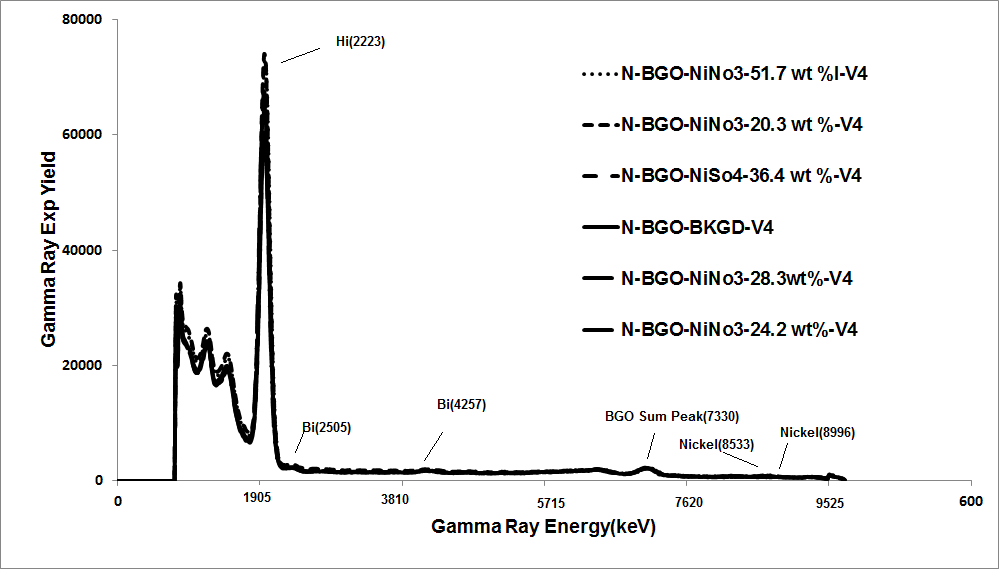 80000
Hi(2223)
60000
N-BGO-NiNo3-51.7 wt %I-V4
N-BGO-NiNo3-20.3 wt %-V4
N-BGO-NiSo4-36.4 wt %-V4
N-BGO-BKGD-V4
N-BGO-NiNo3-28.3wt%-V4
N-BGO-NiNo3-24.2 wt%-V4
Gamma Ray Exp Yield
40000
20000
Bi(2505)
Bi(4257)
BGO Sum Peak(7330)
Nickel(8533)
Nickel(8996)
0
0
1905
3810
5715
7620
9525
600
Gamma Ray Energy(keV)